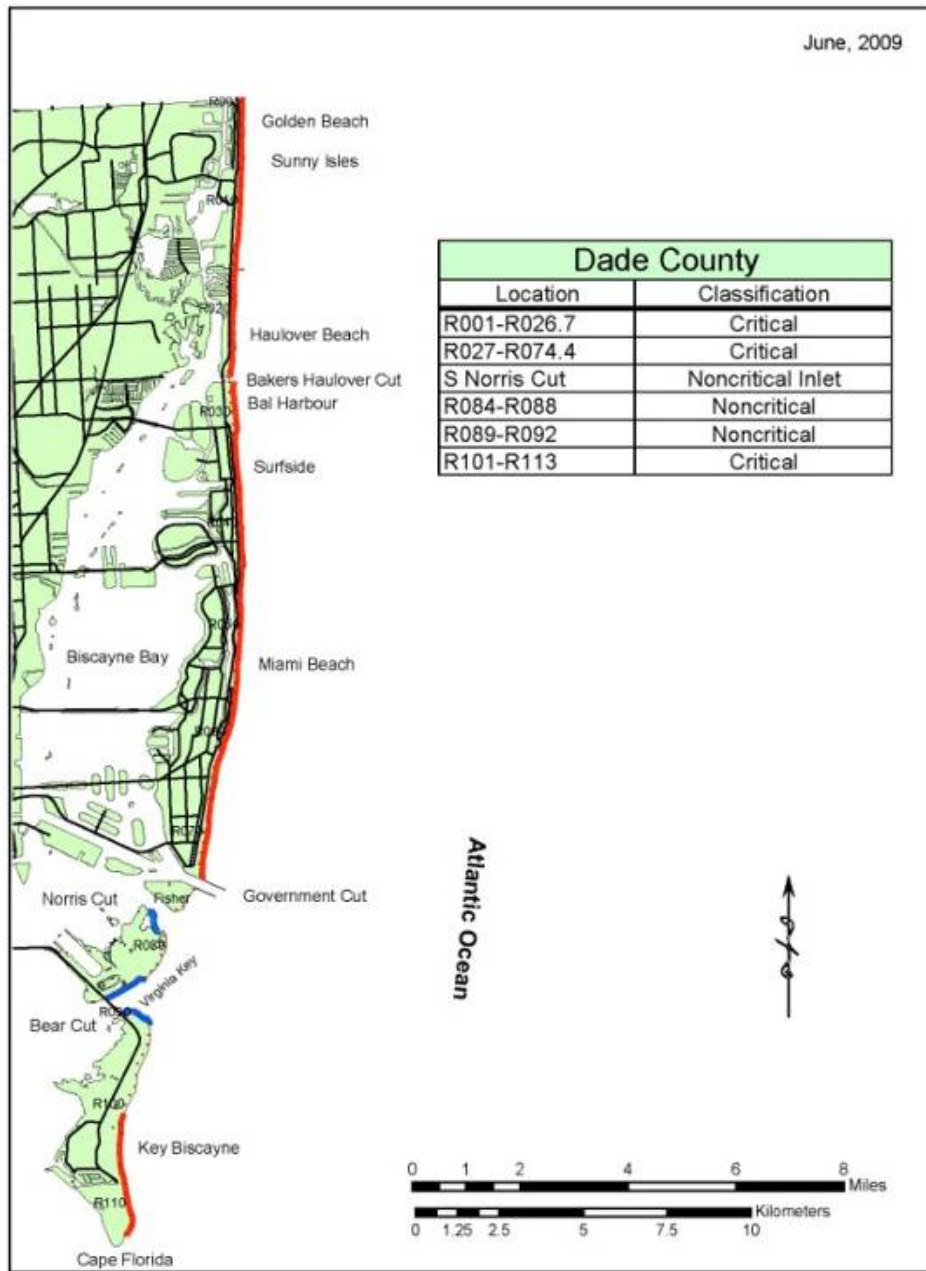 June, 2009
Golden Beach
Sunny Isles
Dade County
Location Classification
R001-R026.7 Critical
R027-R074.4 Critical
S Norris Cut Noncritical Inlet
R084-R088 Noncritical
R089-R092 Noncritical
R101-R113 Critical
Haulover Beach
Bakers Haulover Cut
Bal Harbour
R030
Surfside
Biscayne Bay
Miami Beach
Atlantic Ocean
Norris Cut
Fisher
Government Cut
Virginia Key
Bear Cut
R100
Key Biscayne
R110
Cape Florida
0 1 2 4 6 8
Miles
Kilometers
0 1.25 2.5 5 7.5 10